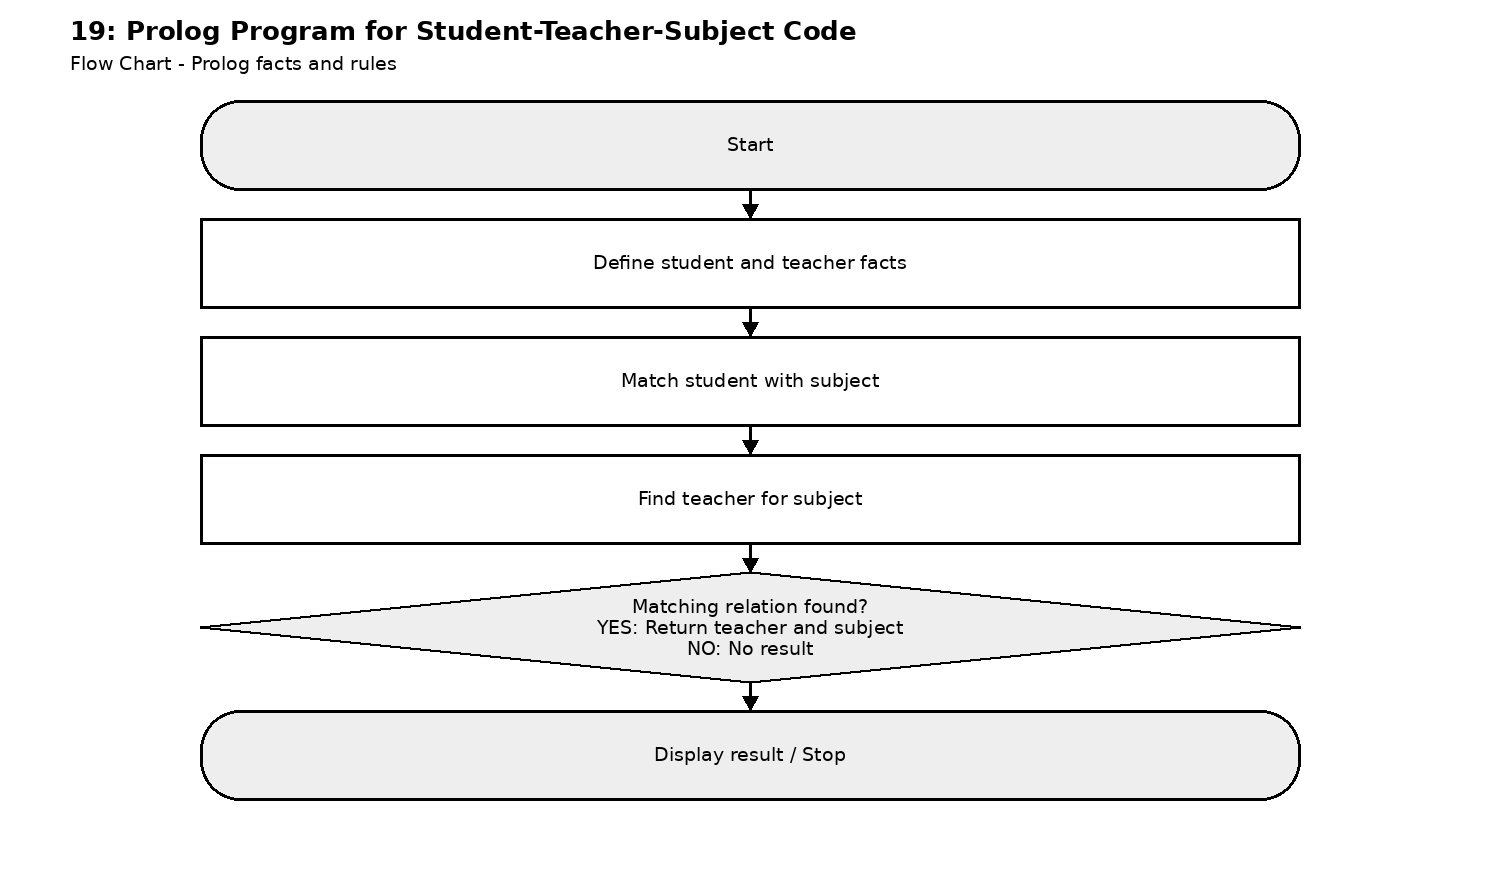 19: Prolog Program for Student-Teacher-Subject Code
Flow Chart - Prolog facts and rules
Start
Define student and teacher facts
Match student with subject
Find teacher for subject
Matching relation found?
YES: Return teacher and subject
NO: No result
Display result / Stop